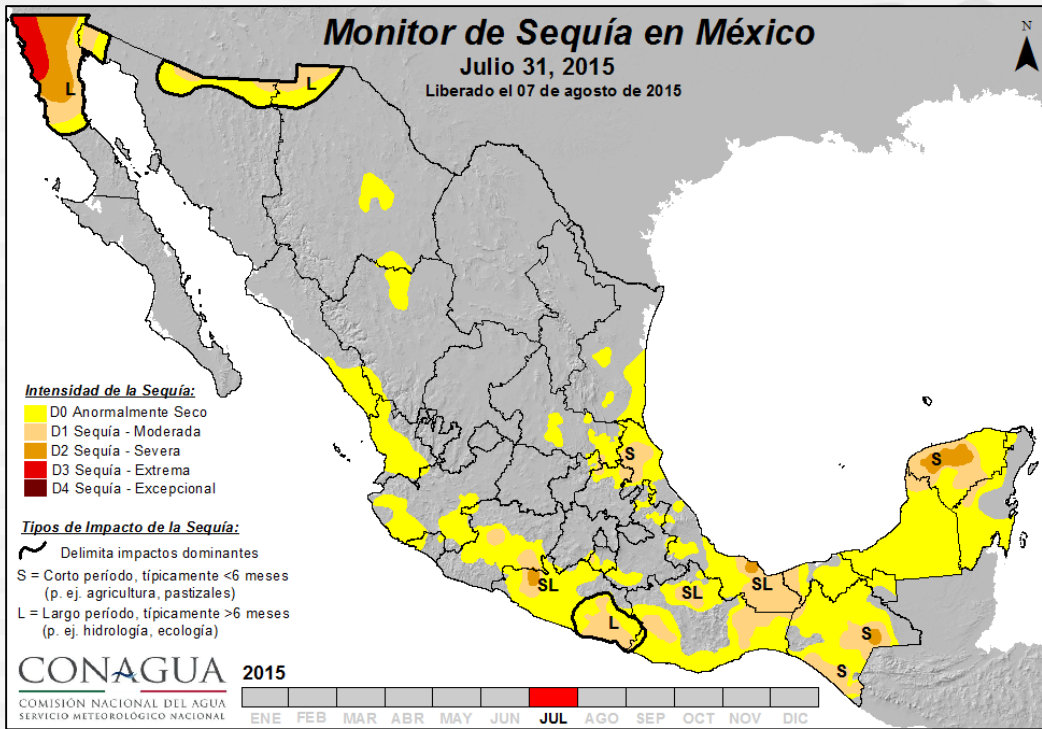 Monitor de Sequía en México
Julio 31, 2015
Liberado el 07 de agosto de 2015
N
L
L
Intensidad de la Sequía:
D0 Anormalmente Seco
D1 Sequía - Moderada
D2 Sequía - Severa
D3 Sequía - Extrema
D4 Sequía - Excepcional
S
S
Tipos de Impacto de la Sequía:
Delimita impactos dominantes
S = Corto período, típicamente <6 meses
(p. ej. agricultura, pastizales)
L = Largo período, típicamente >6 meses
(p. ej. hidrología, ecología)
SL
SL
SL
L
S
S
CONAGUA
COMISIÓN NACIONAL DEL AGUA
SERVICIO METEOROLÓGICO NACIONAL
2015
ENE FEB MAR ABR MAY JUN JUL AGO SEP OCT NOV DIC